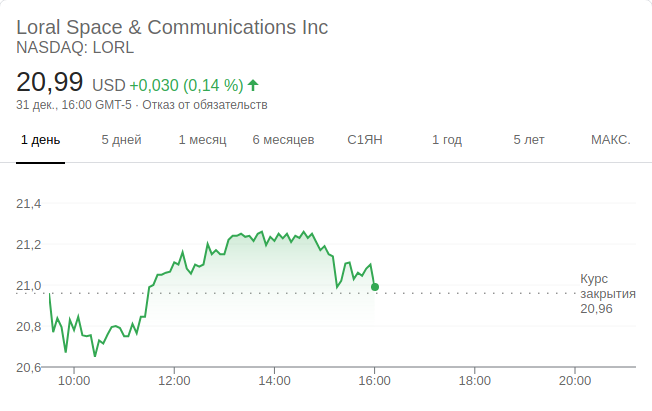 Loral Space & Communications Inc
NASDAQ: LORL
20,99 USD +0,030 (0,14 %)
31 дек., 16:00 GMT-5 · Отказ от обязательств
1 день 5 дней 1 месяц 6 месяцев С1ЯН 1 год 5 лет МАКС.
21,4
21,2
21,0
20,8
20,6
Курс
закрытия
20,96
10:00 12:00 14:00 16:00 18:00 20:00